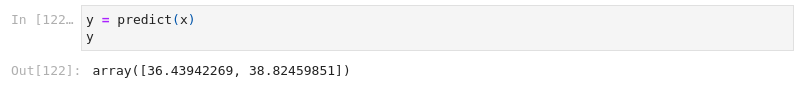 In [122… y = predict(x)
y
Out[122]: array([36.43942269, 38.82459851])